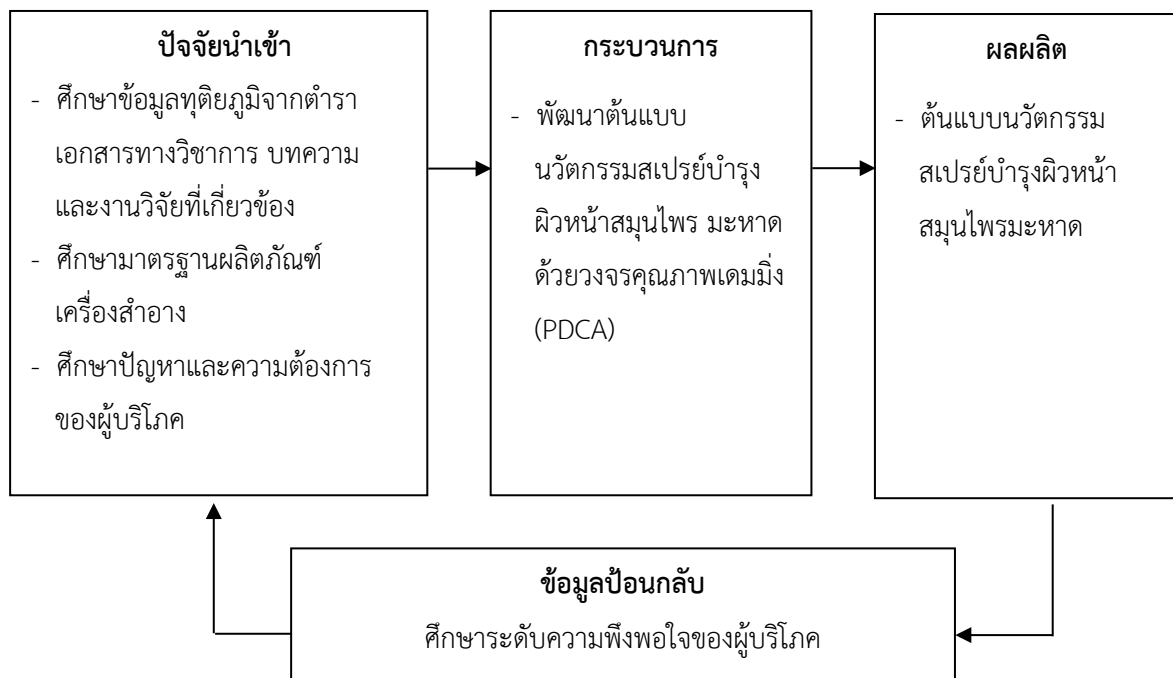 ปัจจัยนำเข้า
- ศึกษาข้อมูลทุติยภูมิจากตำรา
เอกสารทางวิชาการ บทความ
และงานวิจัยที่เกี่ยวข้อง
- ศึกษามาตรฐานผลิตภัณฑ์
เครื่องสำอาง
- ศึกษาปัญหาและความต้องการ
ของผู้บริโภค
กระบวนการ
- พัฒนาต้นแบบ
นวัตกรรมสเปรย์บำรุง
ผิวหน้าสมุนไพร มะหาด
ด้วยวงจรคุณภาพเดมมิ่ง
(PDCA)
ผลผลิต
- ต้นแบบนวัตกรรม
สเปรย์บำรุงผิวหน้า
สมุนไพรมะหาด
ข้อมูลป้อนกลับ
ศึกษาระดับความพึงพอใจของผู้บริโภค